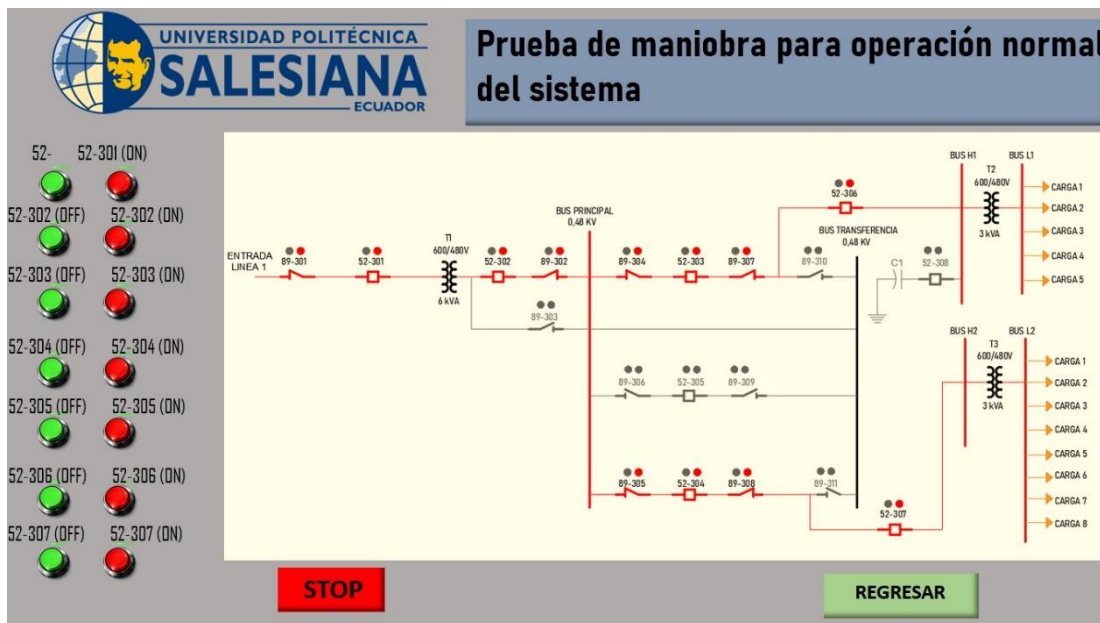 UNIVERSIDAD POLITÉCNICA
SALESIANA
ECUADOR
Prueba de maniobra para operación normal
del sistema
52- 52-301 (ON)
52-302 (OFF) 52-302 (ON)
52-303 (OFF) 52-303 (ON)
52-304 (OFF) 52-304 (ON)
52-305 (OFF) 52-305 (ON)
52-306 (OFF) 52-306 (ON)
52-307 (OFF) 52-307 (ON)
ENTRADA
LINEA 1
89-301
52-301
T1
600/480V
6 kVA
52-302
89-302
89-303
BUS PRINCIPAL
0,48 KV
89-304
52-303
89-307
89-310
52-306
BUS TRANSFERENCIA
0,48 KV
C1
52-308
BUS H1
T2
600/480V
3 kVA
BUS L1
CARGA 1
CARGA 2
CARGA 3
CARGA 4
CARGA 5
89-306
52-305
89-309
89-305
52-304
89-308
89-311
52-307
BUS H2
T3
600/480V
3 kVA
BUS L2
CARGA 1
CARGA 2
CARGA 3
CARGA 4
CARGA 5
CARGA 6
CARGA 7
CARGA 8
STOP
REGRESAR